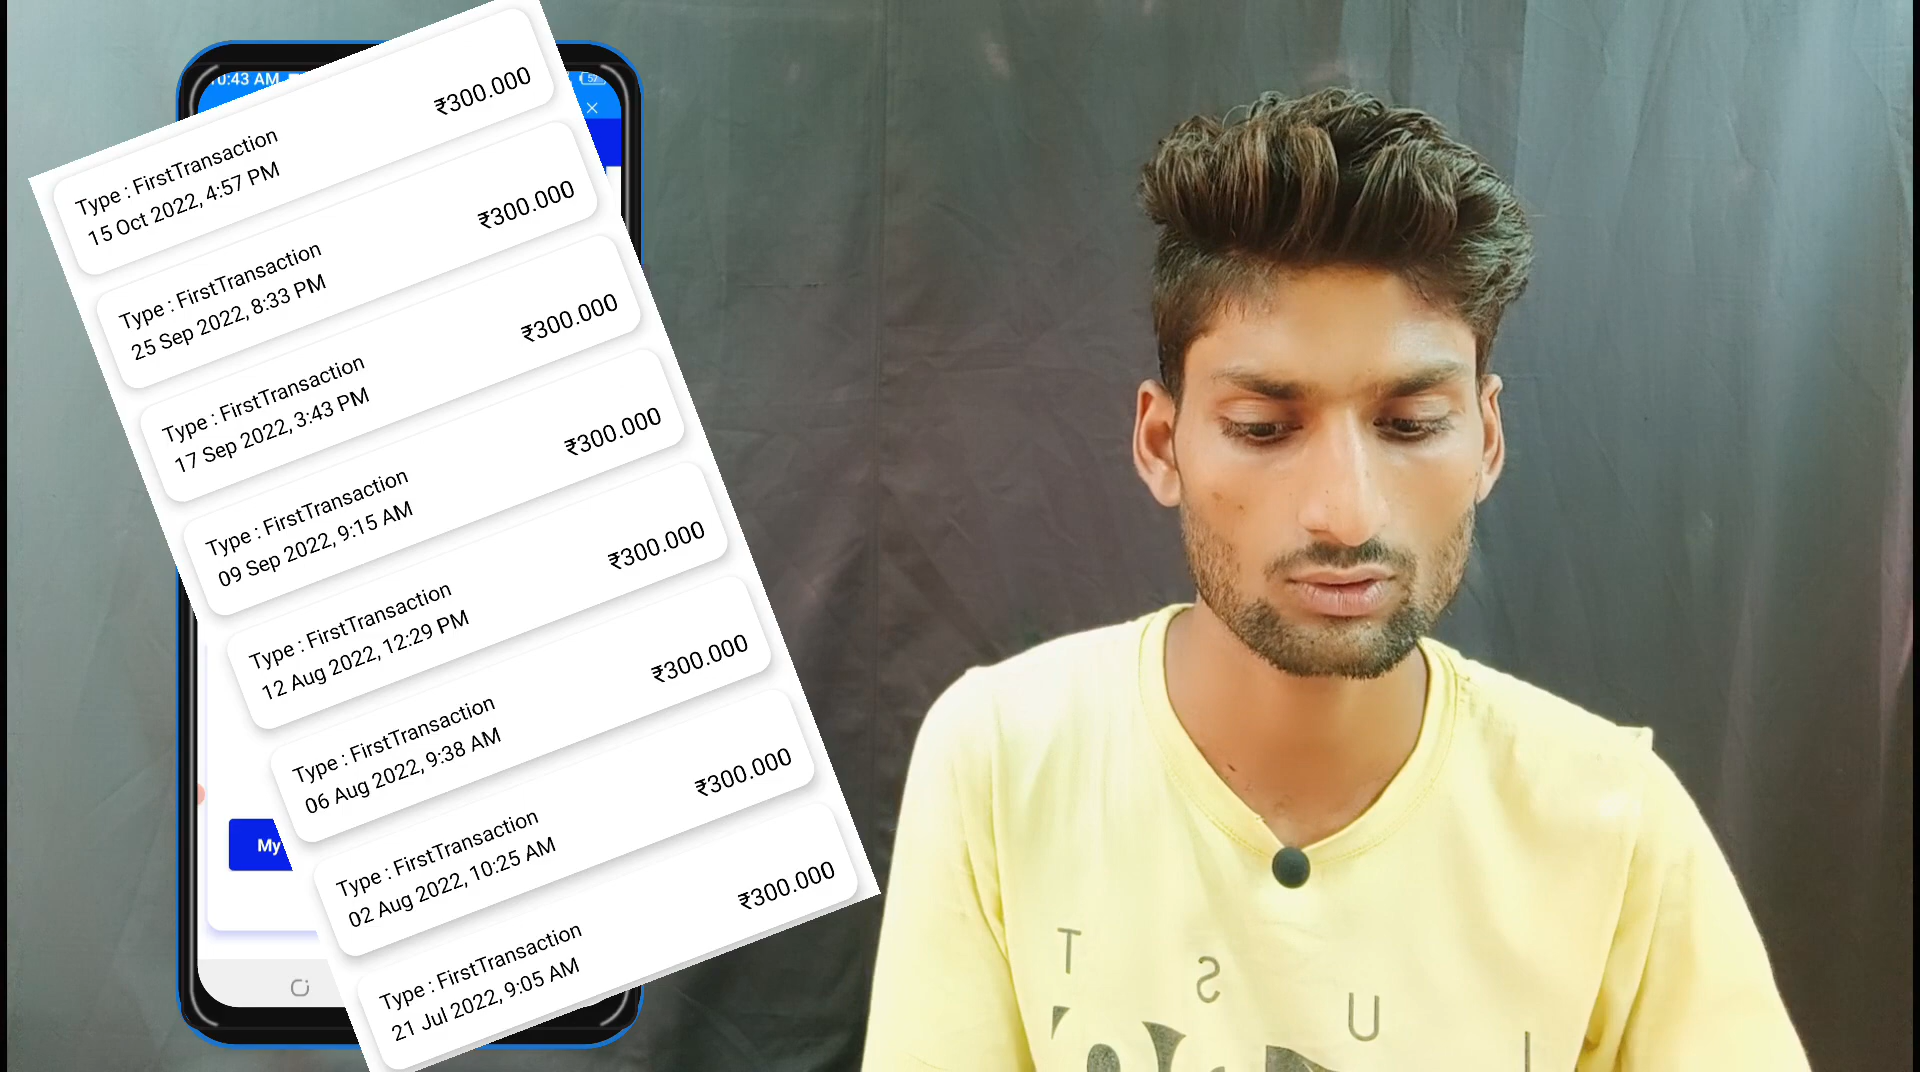 10:43 AM
57
₹300.000
Type : FirstTransaction
15 Oct 2022, 4:57 PM
₹300.000
Type : FirstTransaction
25 Sep 2022, 8:33 PM
₹300.000
Type : FirstTransaction
17 Sep 2022, 3:43 PM
₹300.000
Type : FirstTransaction
09 Sep 2022, 9:15 AM
₹300.000
Type : FirstTransaction
12 Aug 2022, 12:29 PM
₹300.000
Type : FirstTransaction
06 Aug 2022, 9:38 AM
₹300.000
Type : FirstTransaction
02 Aug 2022, 10:25 AM
₹300.000
Type : FirstTransaction
21 Jul 2022, 9:05 AM
My
T S U